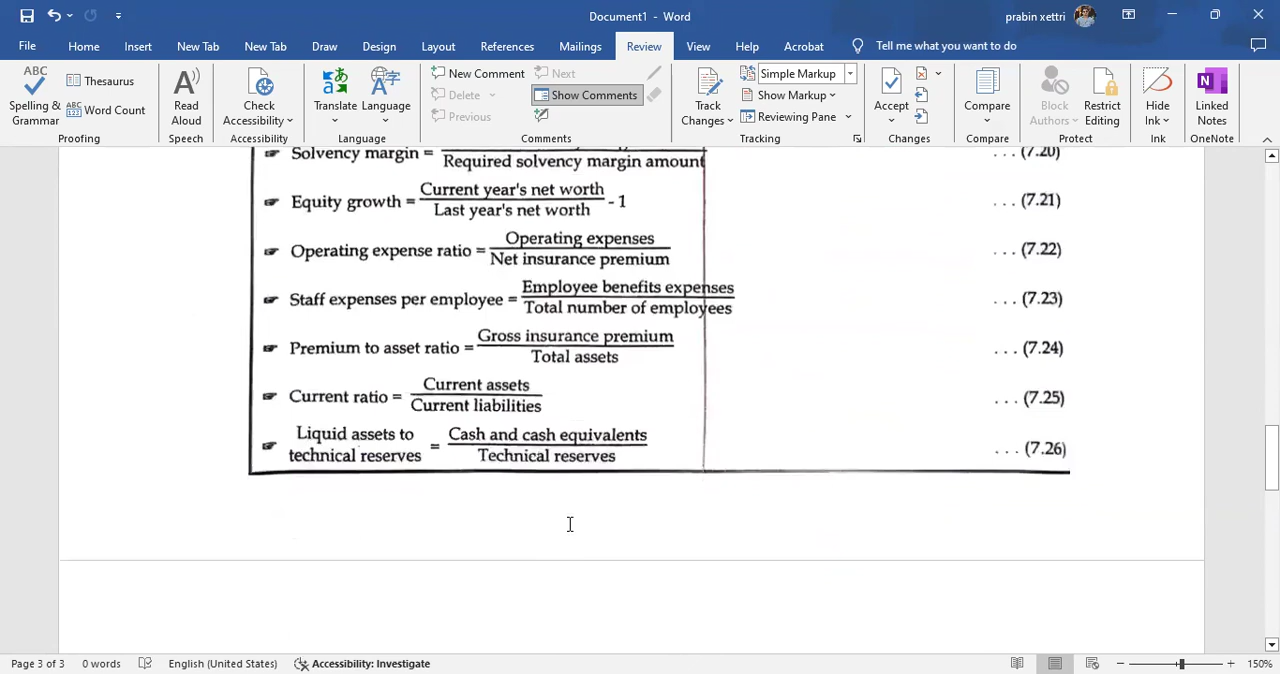 Document1 - Word
prabin xettri
File Home Insert New Tab New Tab Draw Design Layout References Mailings Review View Help Acrobat Tell me what you want to do
ABC Spelling & Grammar
Thesaurus
ABC 123 Word Count
Proofing
Read Aloud
Speech
Check Accessibility
Accessibility
Translate
Language
Language
New Comment
Delete
Previous
Next
Show Comments
Comments
Track Changes
Simple Markup
Show Markup
Reviewing Pane
Tracking
Accept
Changes
Compare
Compare
Block Authors
Restrict Editing
Protect
Hide Ink
Ink
Linked Notes
OneNote
Solvency margin = / Required solvency margin amount ... (7.20)
Equity growth = Current year's net worth / Last year's net worth - 1 ... (7.21)
Operating expense ratio = Operating expenses / Net insurance premium ... (7.22)
Staff expenses per employee = Employee benefits expenses / Total number of employees ... (7.23)
Premium to asset ratio = Gross insurance premium / Total assets ... (7.24)
Current ratio = Current assets / Current liabilities ... (7.25)
Liquid assets to technical reserves = Cash and cash equivalents / Technical reserves ... (7.26)
Page 3 of 3 0 words English (United States) Accessibility: Investigate 150%